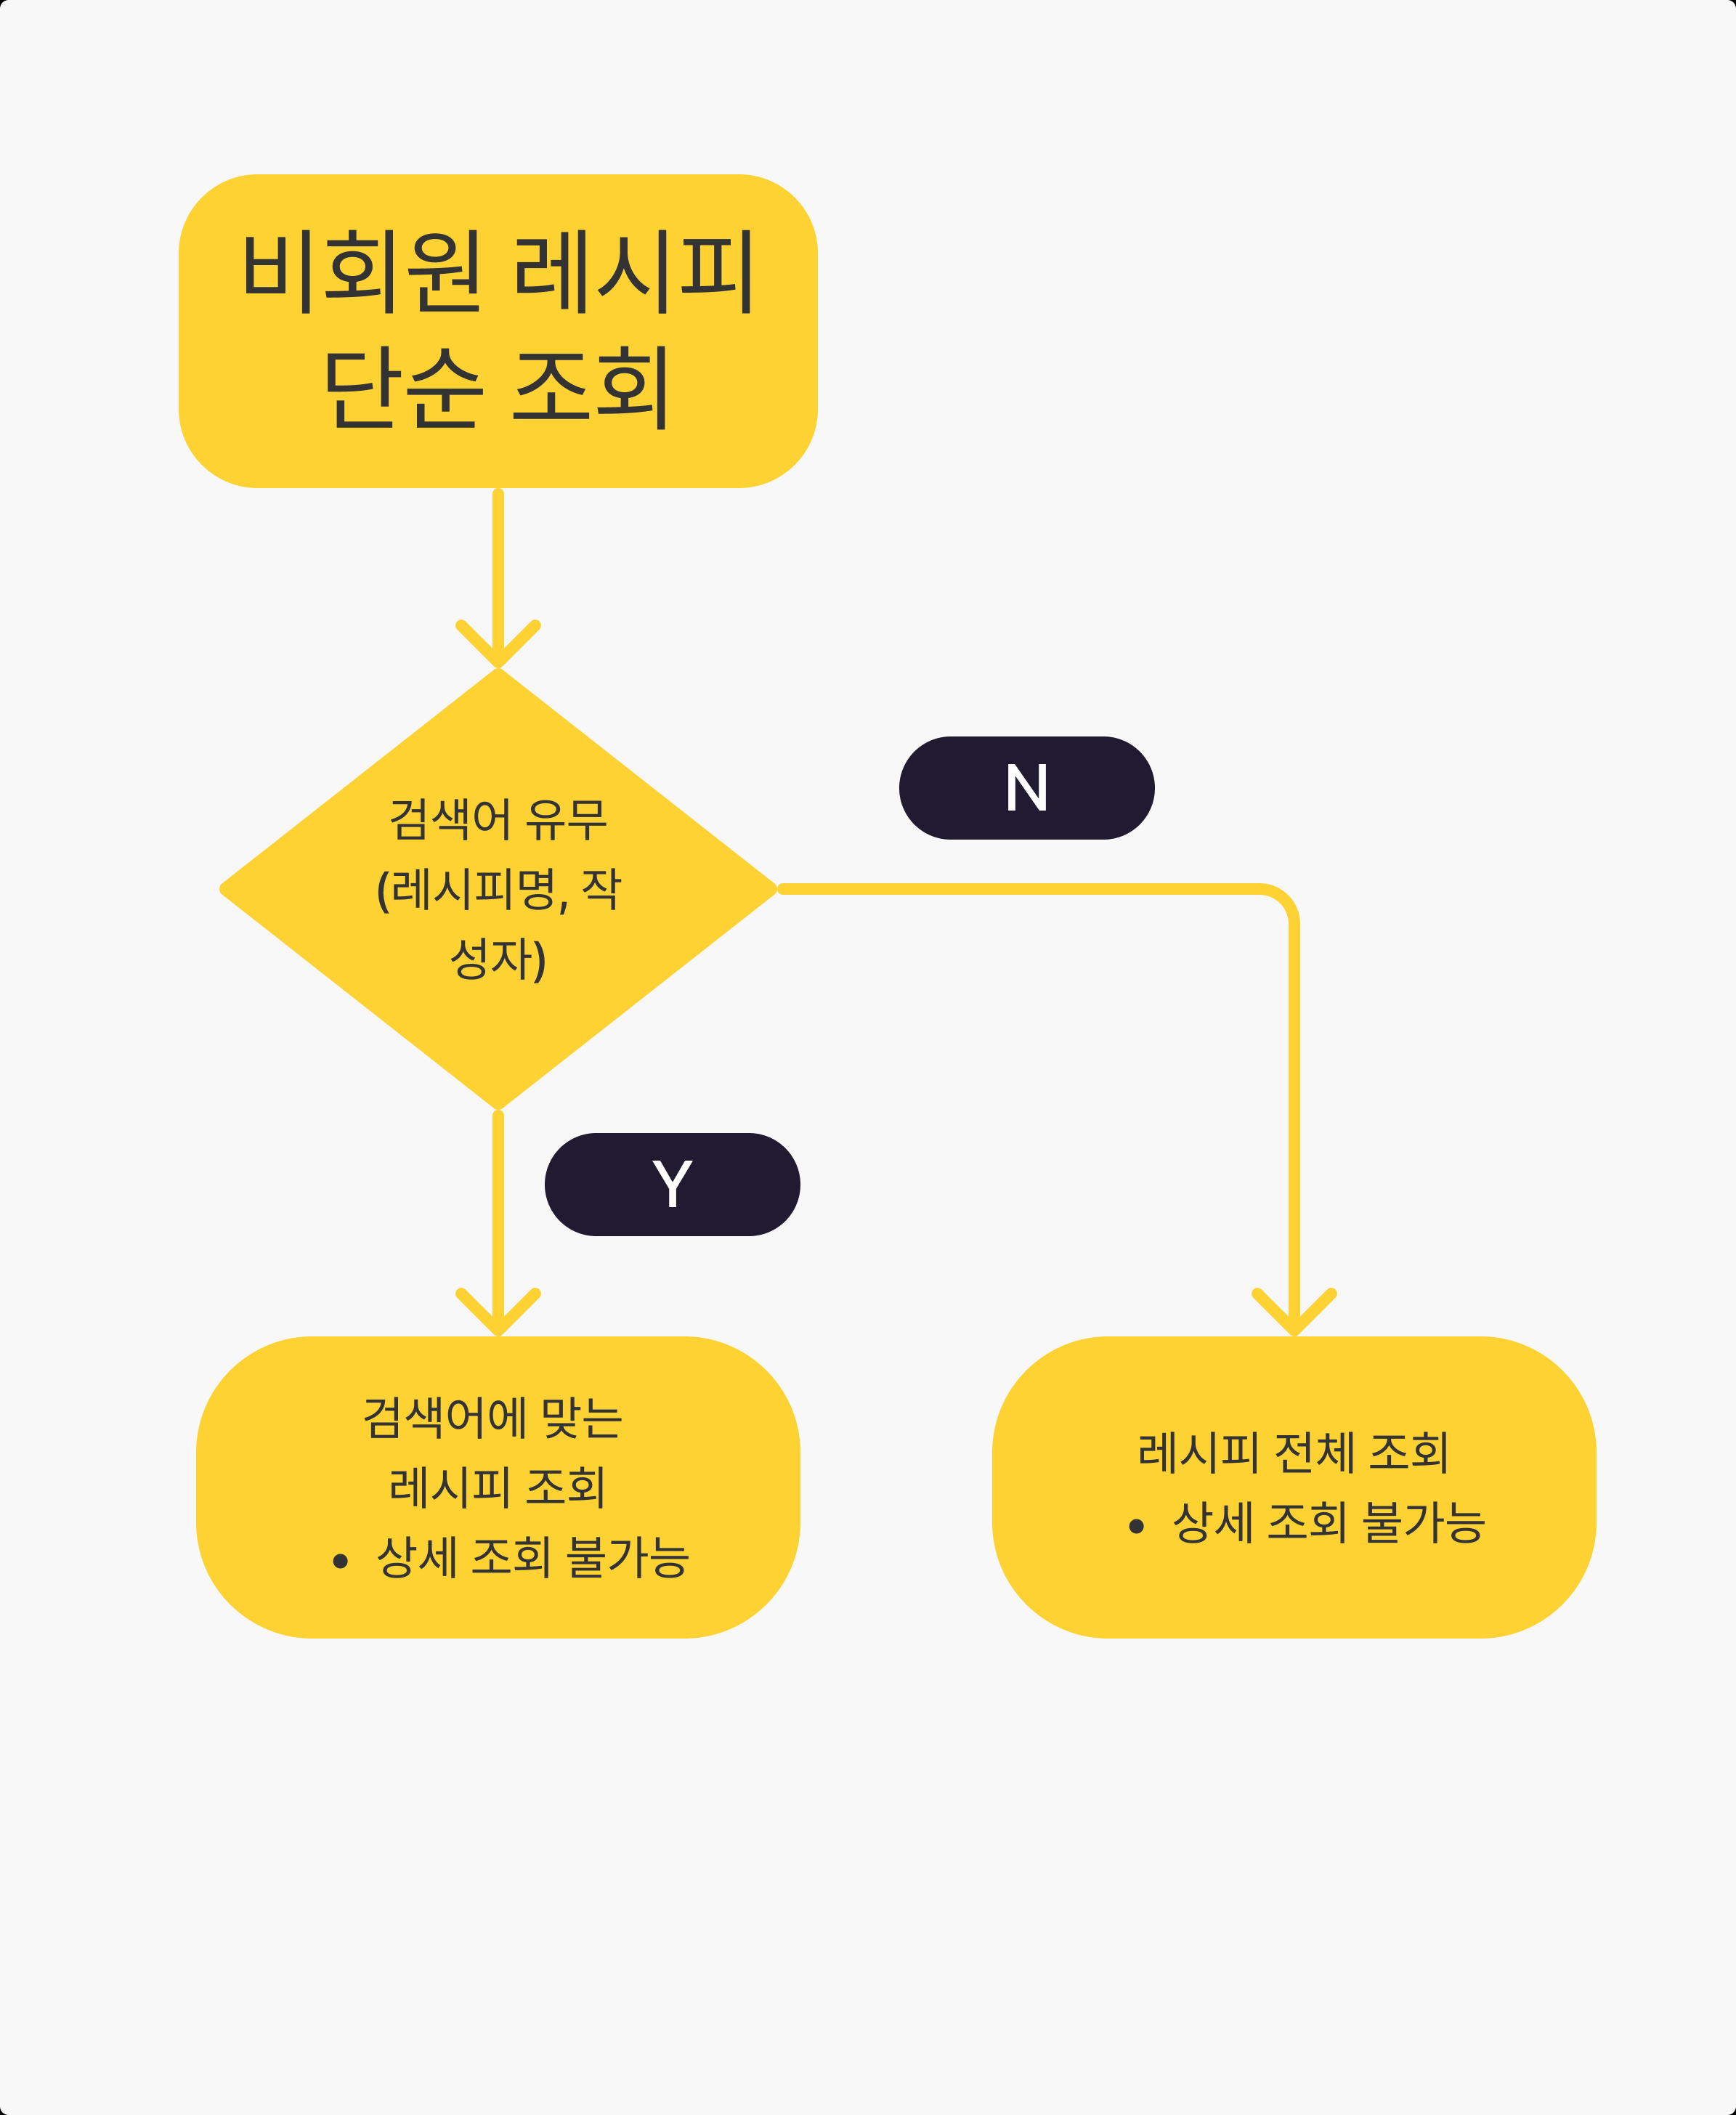 비회원 레시피
단순 조회
검색어 유무
(레시피명, 작
성자)
N
Y
검색어에 맞는
레시피 조회
• 상세 조회 불가능
레시피 전체 조회
• 상세 조회 불가능